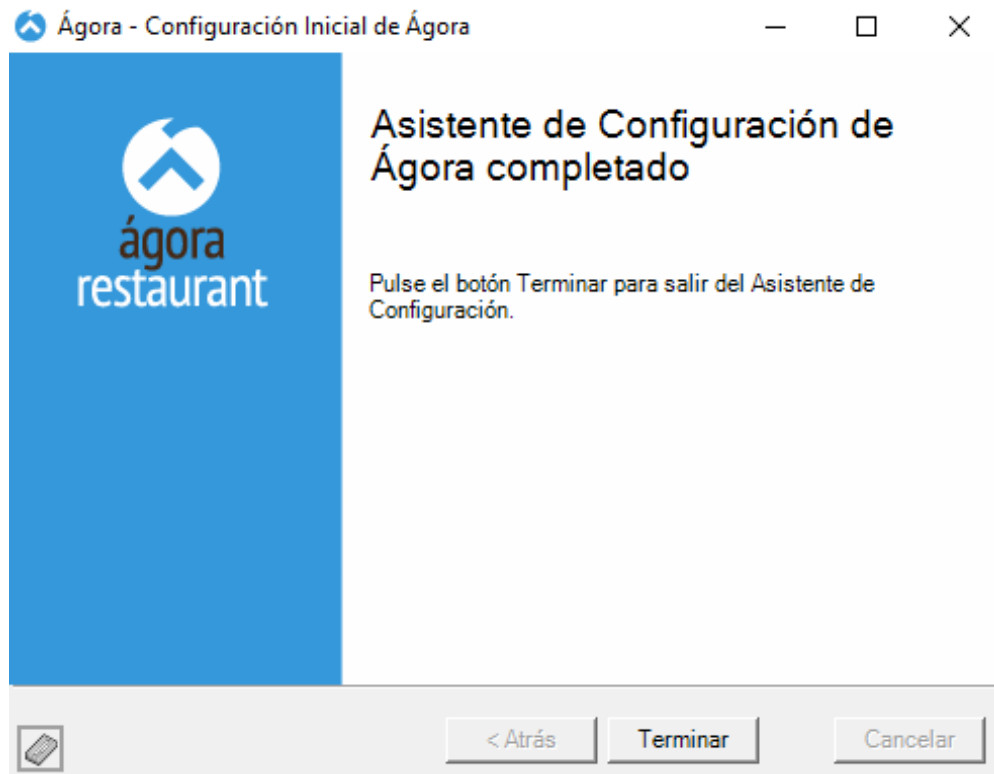 Ágora - Configuración Inicial de Ágora
ágora
restaurant
Asistente de Configuración de
Ágora completado
Pulse el botón Terminar para salir del Asistente de
Configuración.
< Atrás
Terminar
Cancelar